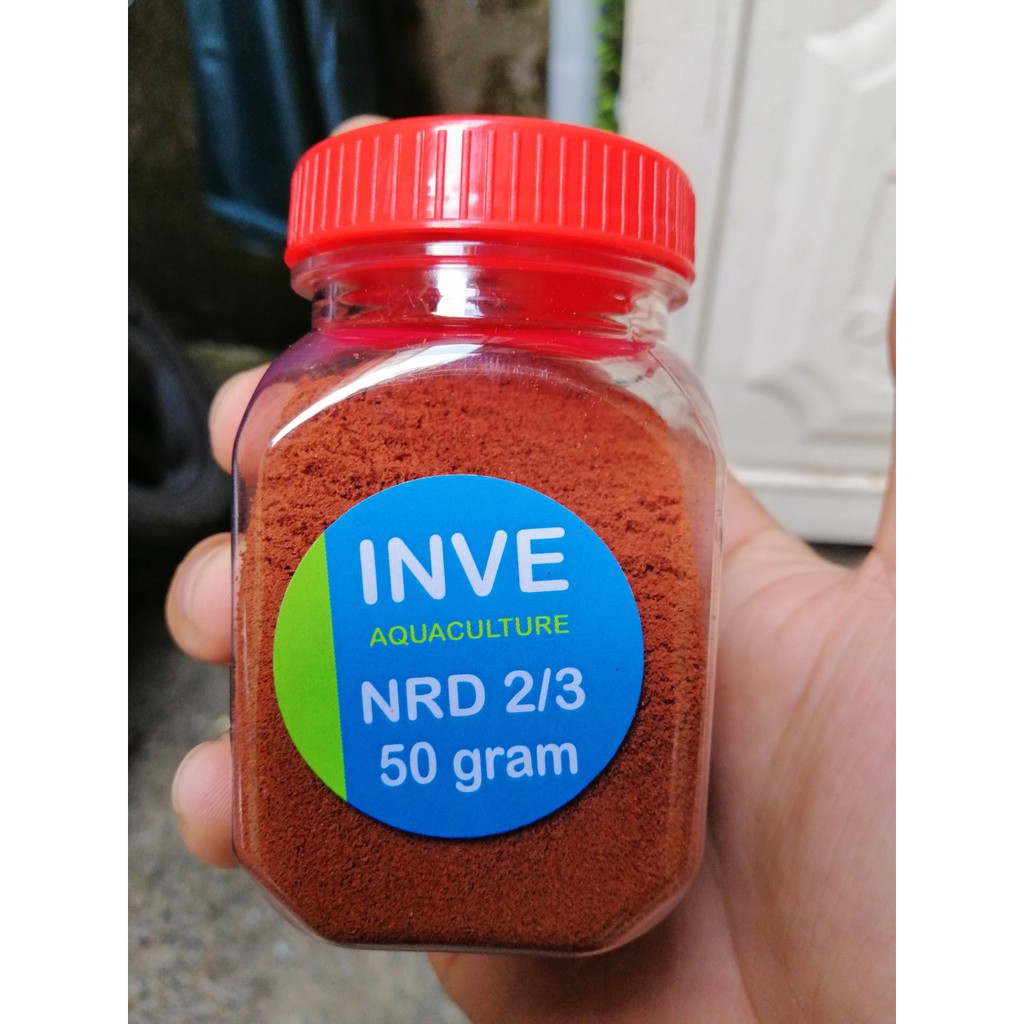 INVE
AQUACULTURE
NRD 2/3
50 gram